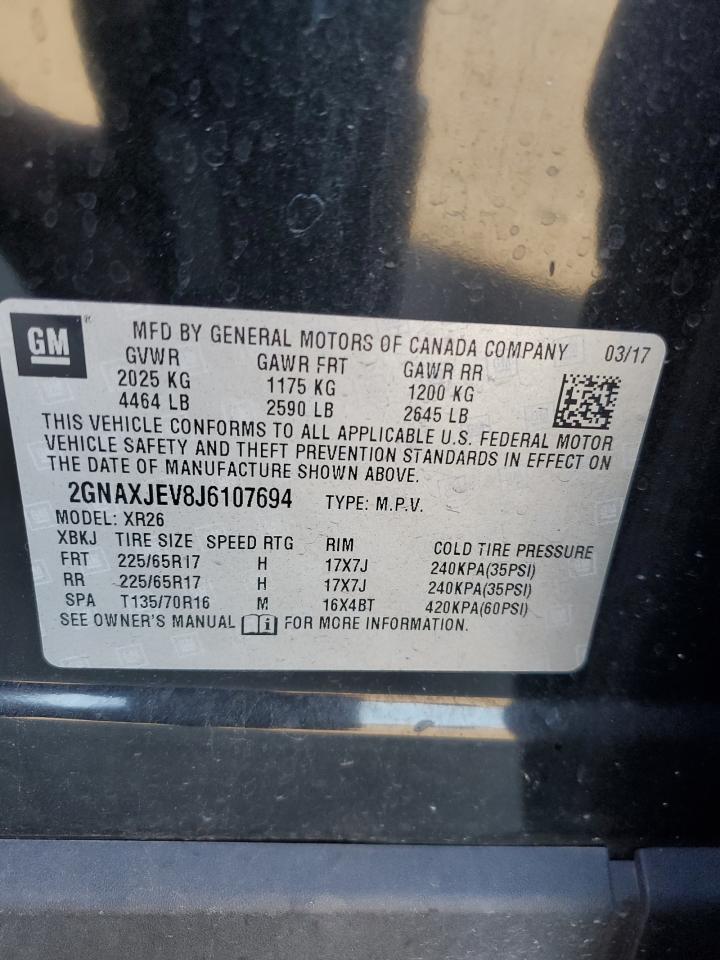 GM ® MFD BY GENERAL MOTORS OF CANADA COMPANY 03/17
GVWR GAWR FRT GAWR RR
2025 KG 1175 KG 1200 KG
4464 LB 2590 LB 2645 LB
THIS VEHICLE CONFORMS TO ALL APPLICABLE U.S. FEDERAL MOTOR
VEHICLE SAFETY AND THEFT PREVENTION STANDARDS IN EFFECT ON
THE DATE OF MANUFACTURE SHOWN ABOVE.
2GNAXJEV8J6107694 TYPE: M.P.V.
MODEL: XR26
XBKJ TIRE SIZE SPEED RTG RIM COLD TIRE PRESSURE
FRT 225/65R17 H 17X7J 240KPA(35PSI)
RR 225/65R17 H 17X7J 240KPA(35PSI)
SPA T135/70R16 M 16X4BT 420KPA(60PSI)
SEE OWNER'S MANUAL i FOR MORE INFORMATION.